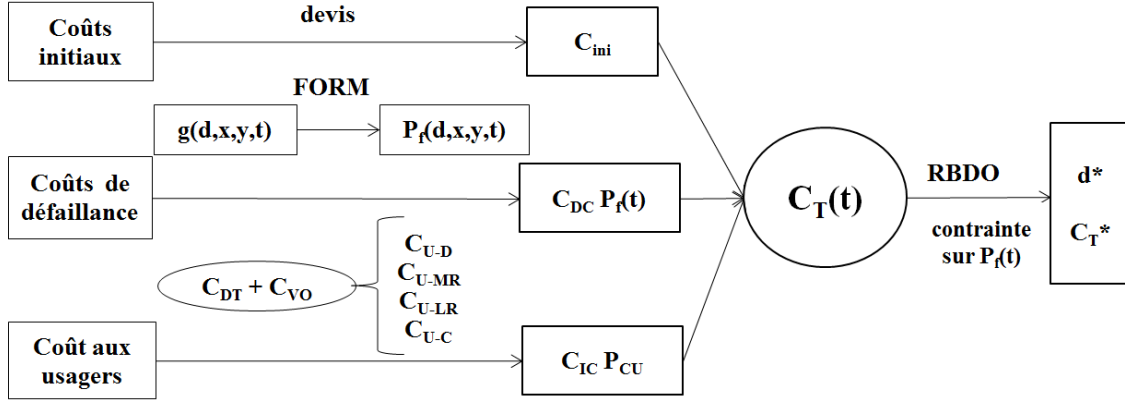 Coûts
initiaux
devis
C_ini
FORM
g(d,x,y,t)
P_f(d,x,y,t)
Coûts de
défaillance
C_DC P_f(t)
C_T(t)
RBDO
contrainte
sur P_f(t)
d*
C_T*
C_DT + C_VO
C_U-D
C_U-MR
C_U-LR
C_U-C
Coût aux
usagers
C_IC P_CU